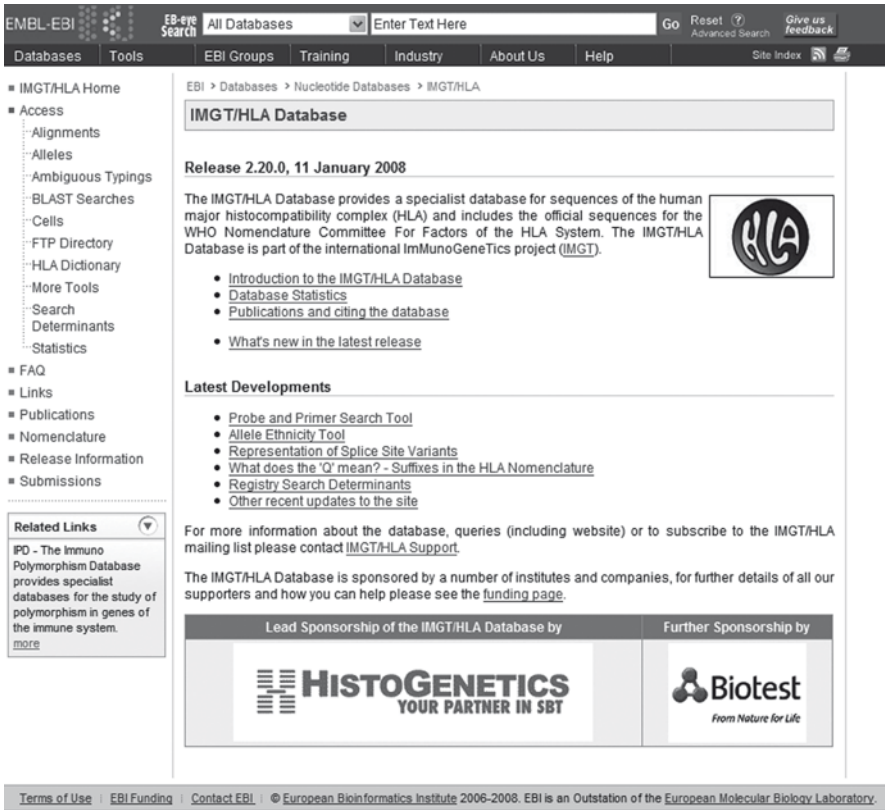 EMBL-EBI
EB-eye Search
All Databases
Enter Text Here
Go
Reset ?
Advanced Search
Give us feedback
Databases Tools EBI Groups Training Industry About Us Help Site Index
IMGT/HLA Home
Access
Alignments
Alleles
Ambiguous Typings
BLAST Searches
Cells
FTP Directory
HLA Dictionary
More Tools
Search
Determinants
Statistics
FAQ
Links
Publications
Nomenclature
Release Information
Submissions
Related Links
IPD - The Immuno
Polymorphism Database
provides specialist
databases for the study of
polymorphism in genes of
the immune system.
more
EBI > Databases > Nucleotide Databases > IMGT/HLA
IMGT/HLA Database
Release 2.20.0, 11 January 2008
The IMGT/HLA Database provides a specialist database for sequences of the human
major histocompatibility complex (HLA) and includes the official sequences for the
WHO Nomenclature Committee For Factors of the HLA System. The IMGT/HLA
Database is part of the international ImMunoGeneTics project (IMGT).
HLA
• Introduction to the IMGT/HLA Database
• Database Statistics
• Publications and citing the database
• What's new in the latest release
Latest Developments
• Probe and Primer Search Tool
• Allele Ethnicity Tool
• Representation of Splice Site Variants
• What does the 'Q' mean? - Suffixes in the HLA Nomenclature
• Registry Search Determinants
• Other recent updates to the site
For more information about the database, queries (including website) or to subscribe to the IMGT/HLA
mailing list please contact IMGT/HLA Support.
The IMGT/HLA Database is sponsored by a number of institutes and companies, for further details of all our
supporters and how you can help please see the funding page.
Lead Sponsorship of the IMGT/HLA Database by
Further Sponsorship by
HISTOGENETICS
YOUR PARTNER IN SBT
Biotest
From Nature for Life
Terms of Use | EBI Funding | Contact EBI | © European Bioinformatics Institute 2006-2008. EBI is an Outstation of the European Molecular Biology Laboratory.